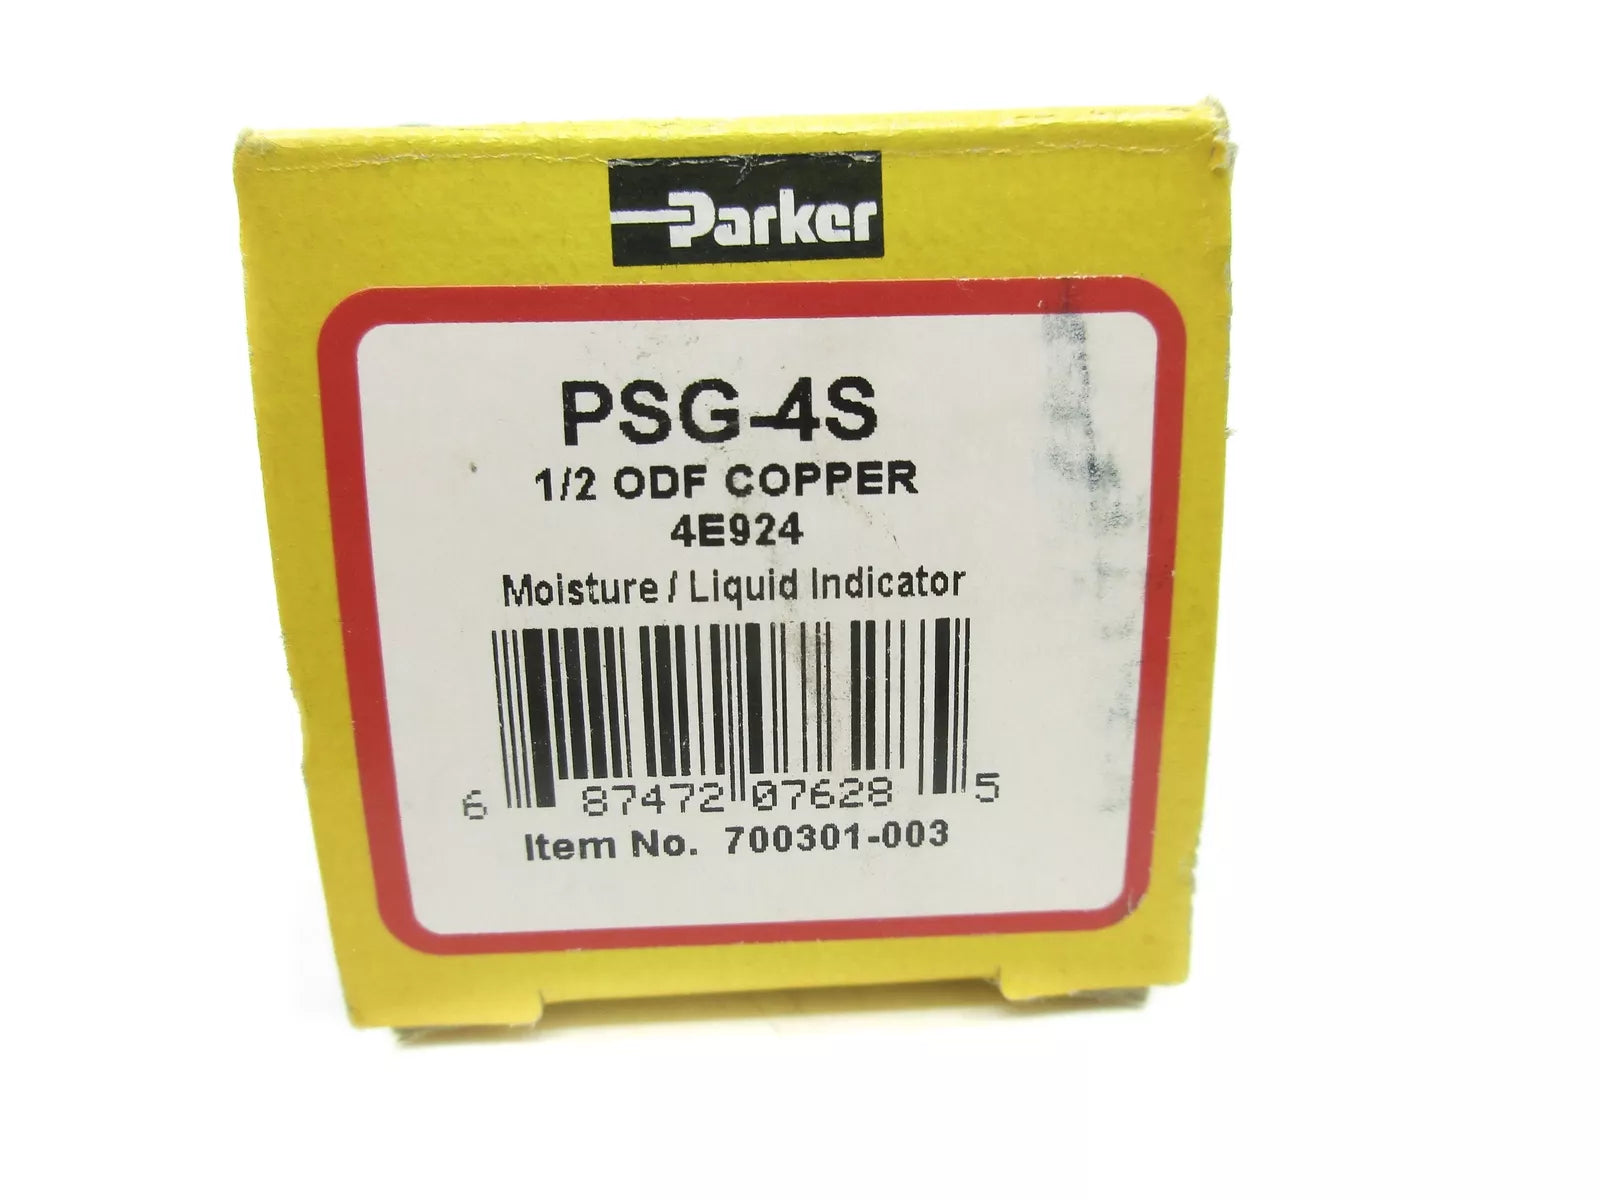 Parker
PSG-4S
1/2 ODF COPPER
4E924
Moisture / Liquid Indicator
6 87472 07628 5
Item No. 700301-003